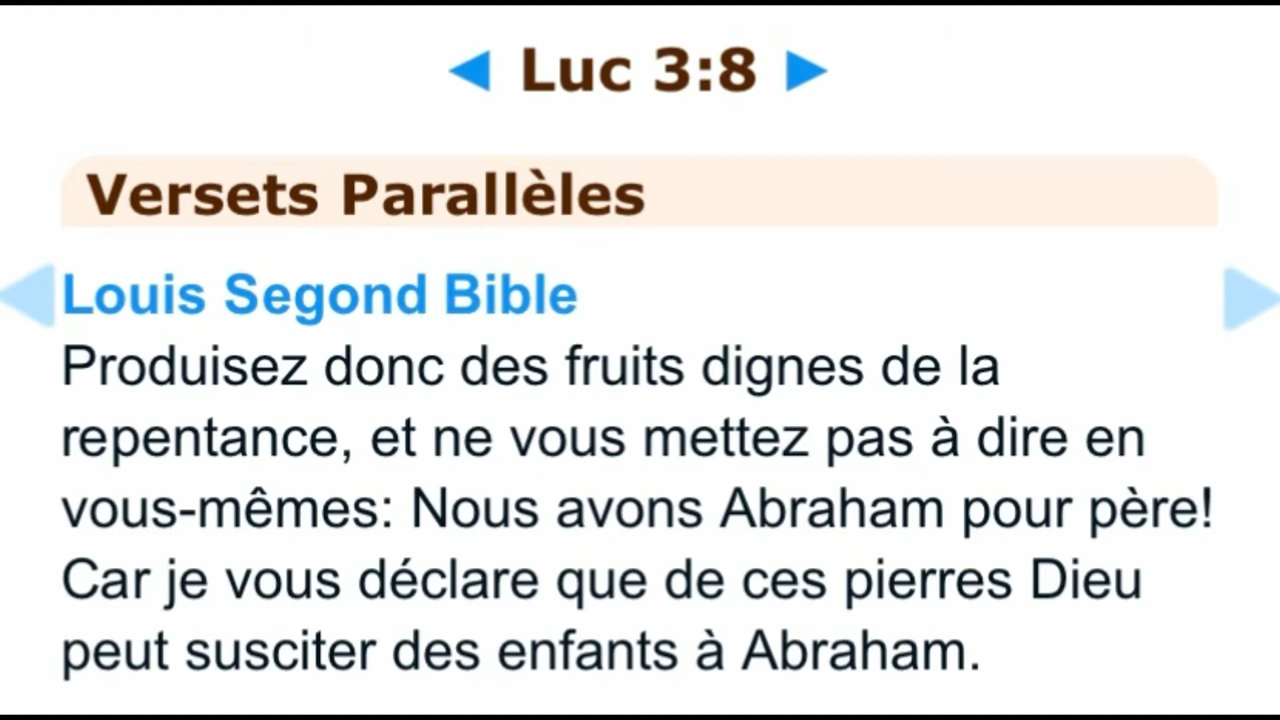 Luc 3:8
Versets Parallèles
Louis Segond Bible
Produisez donc des fruits dignes de la
repentance, et ne vous mettez pas à dire en
vous-mêmes: Nous avons Abraham pour père!
Car je vous déclare que de ces pierres Dieu
peut susciter des enfants à Abraham.